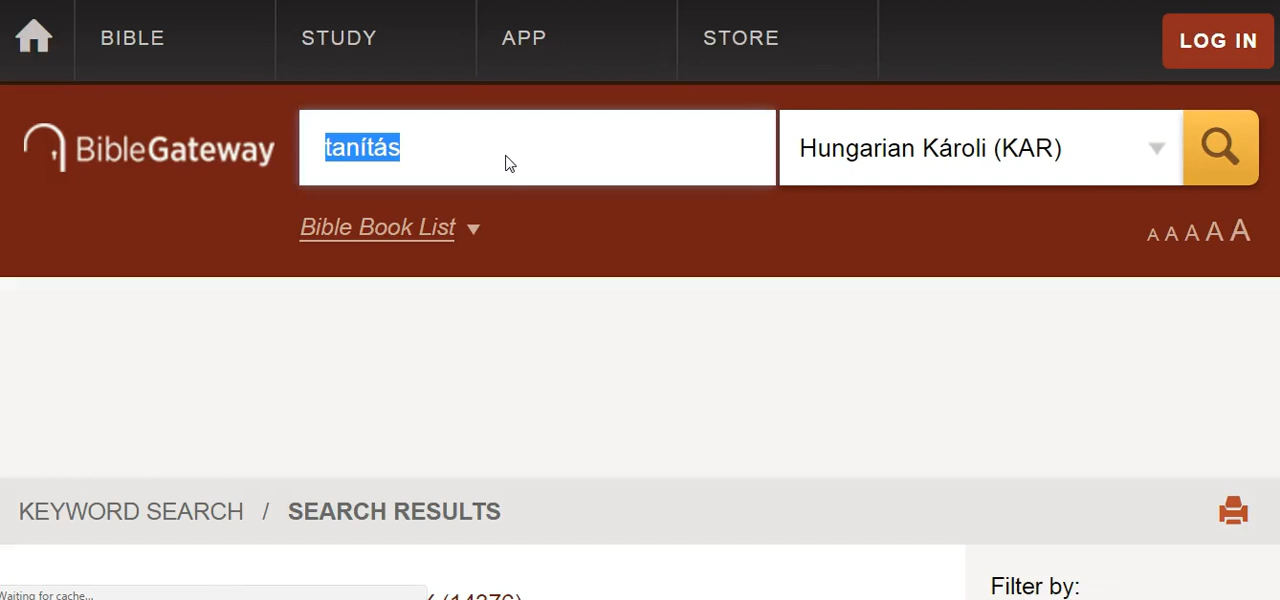 BIBLE STUDY APP STORE LOG IN
BibleGateway tanítás Hungarian Károli (KAR)
Bible Book List A A A A A
KEYWORD SEARCH / SEARCH RESULTS
Filter by:
Waiting for cache...